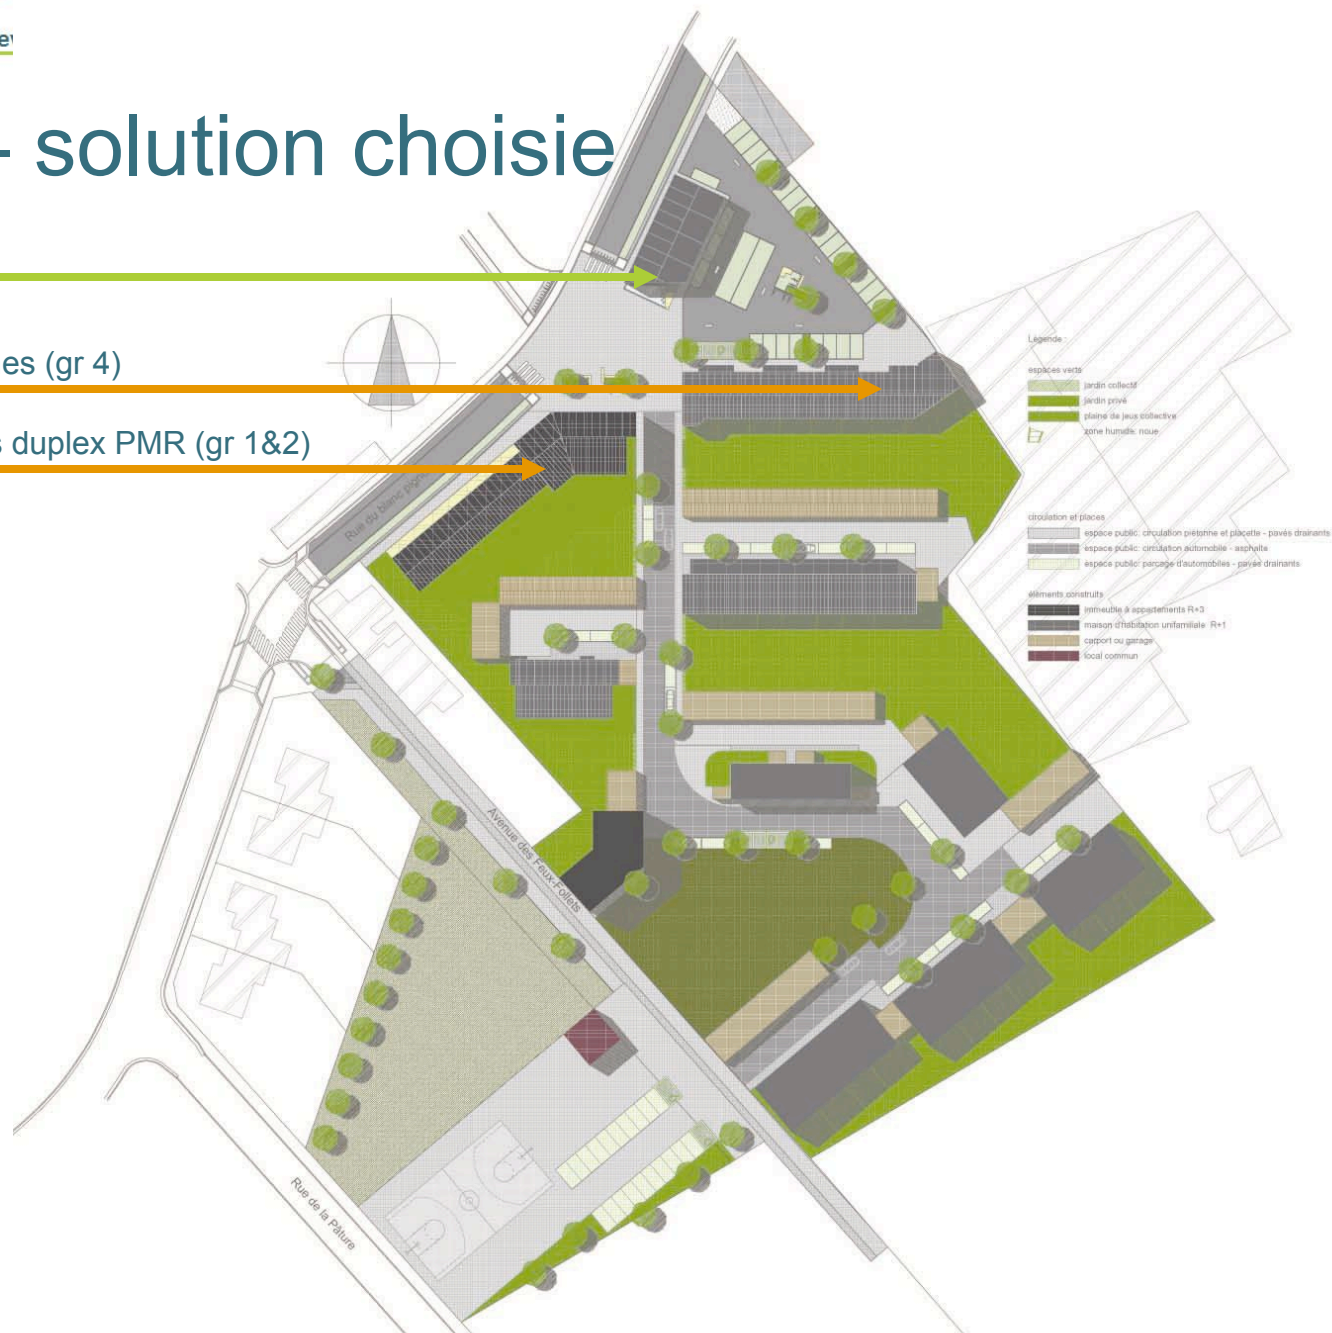 - solution choisie
es (gr 4)
s duplex PMR (gr 1&2)
Rue du blanc
Avenue des Feux-Follets
Rue de la Pâture
Légende :
espaces verts
jardin collectif
jardin privé
plaine de jeux collective
zone humide: noue
circulation et places
espace public: circulation piétonne et placette - pavés drainants
espace public: circulation automobile - asphalte
espace public: parcage d'automobiles - pavés drainants
éléments construits
immeuble à appartements R+3
maison d'habitation unifamiliale R+1
carport ou garage
local commun